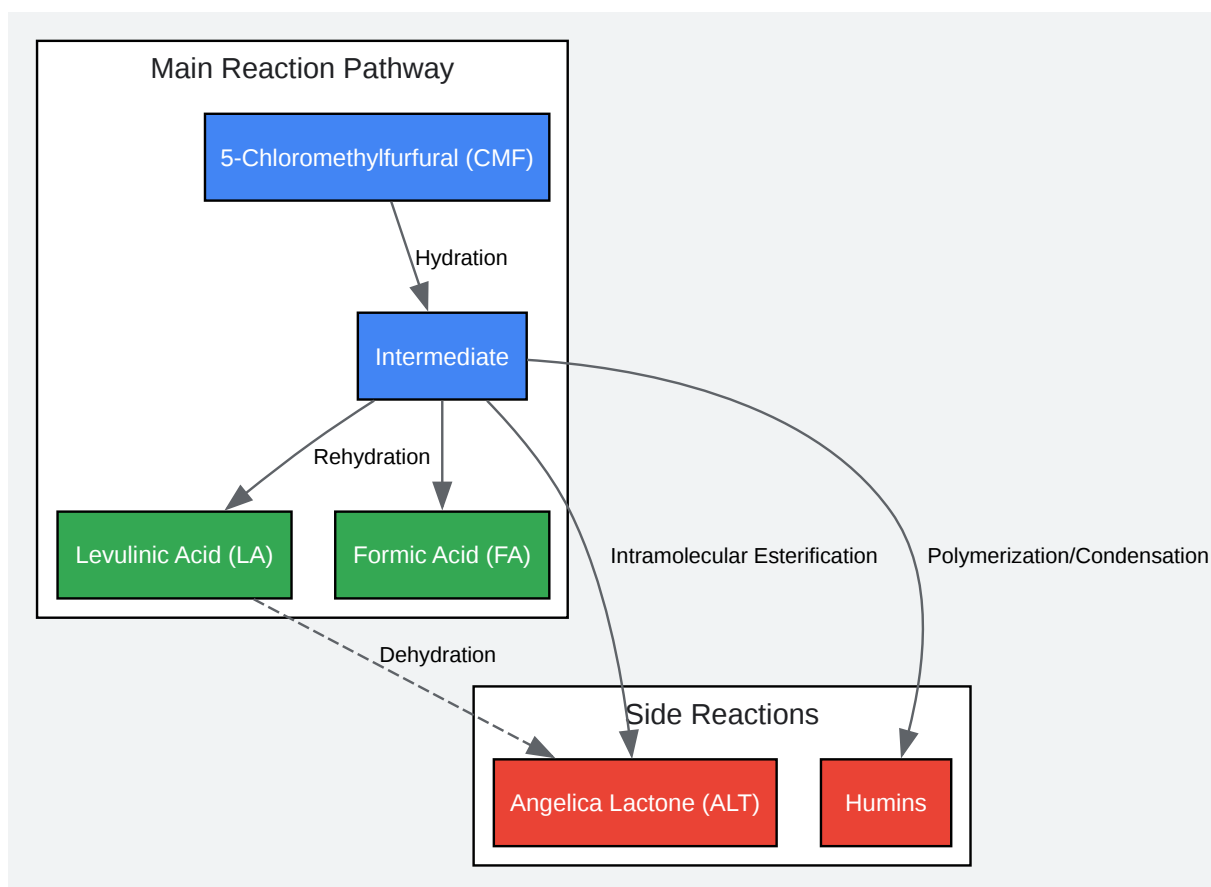 Main Reaction Pathway
5-Chloromethylfurfural (CMF)
Hydration
Intermediate
Rehydration
Levulinic Acid (LA)
Formic Acid (FA)
Intramolecular Esterification
Polymerization/Condensation
Dehydration
Side Reactions
Angelica Lactone (ALT)
Humins